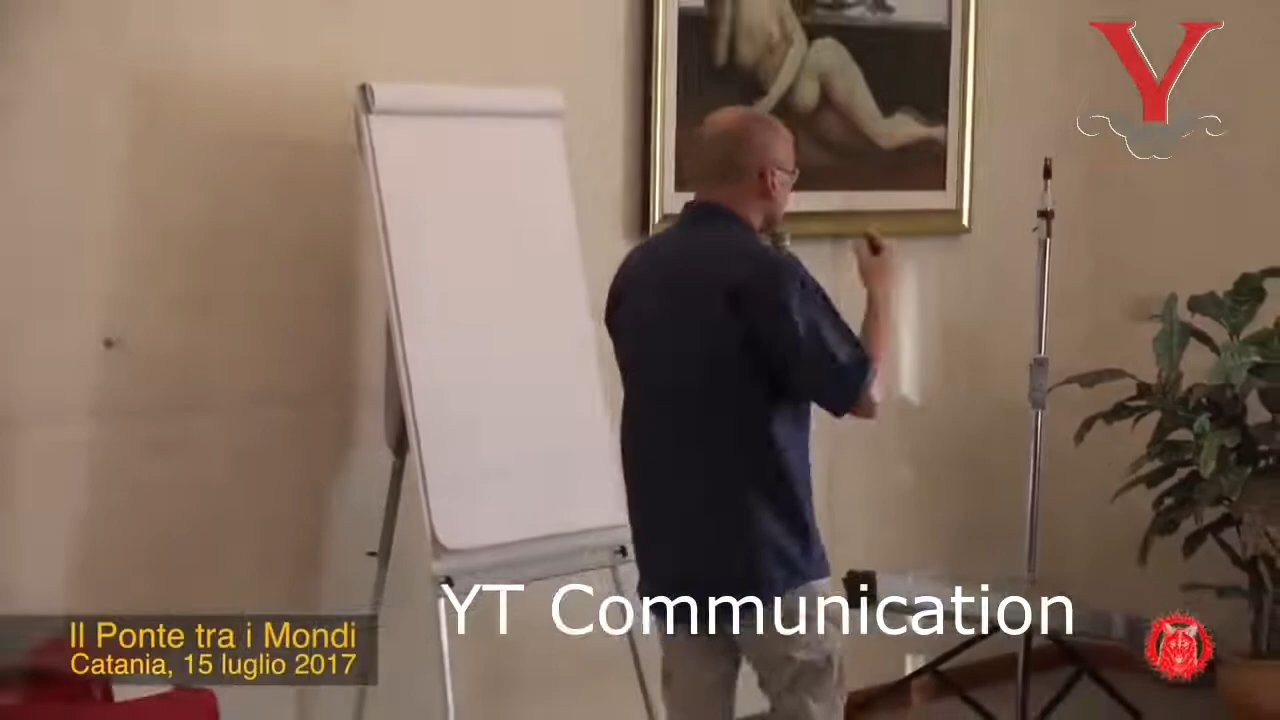 Y
YT Communication
Il Ponte tra i Mondi
Catania, 15 luglio 2017